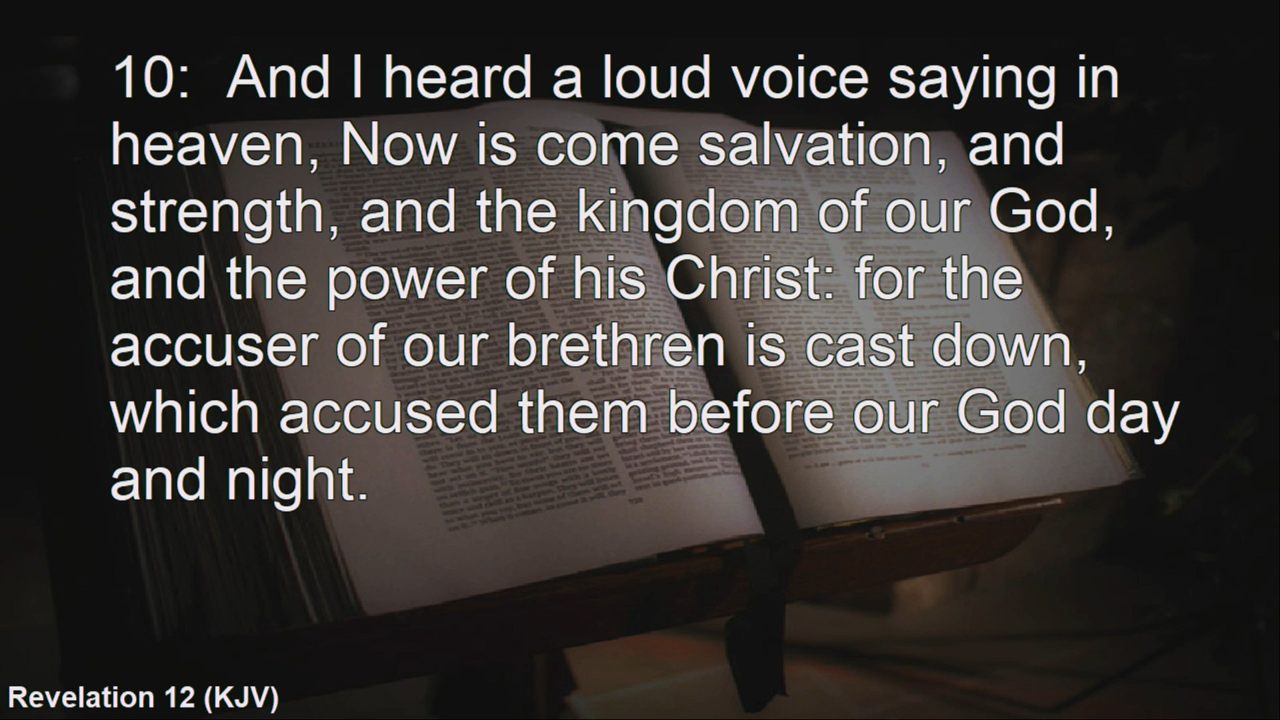 10: And I heard a loud voice saying in
heaven, Now is come salvation, and
strength, and the kingdom of our God,
and the power of his Christ: for the
accuser of our brethren is cast down,
which accused them before our God day
and night.
Revelation 12 (KJV)